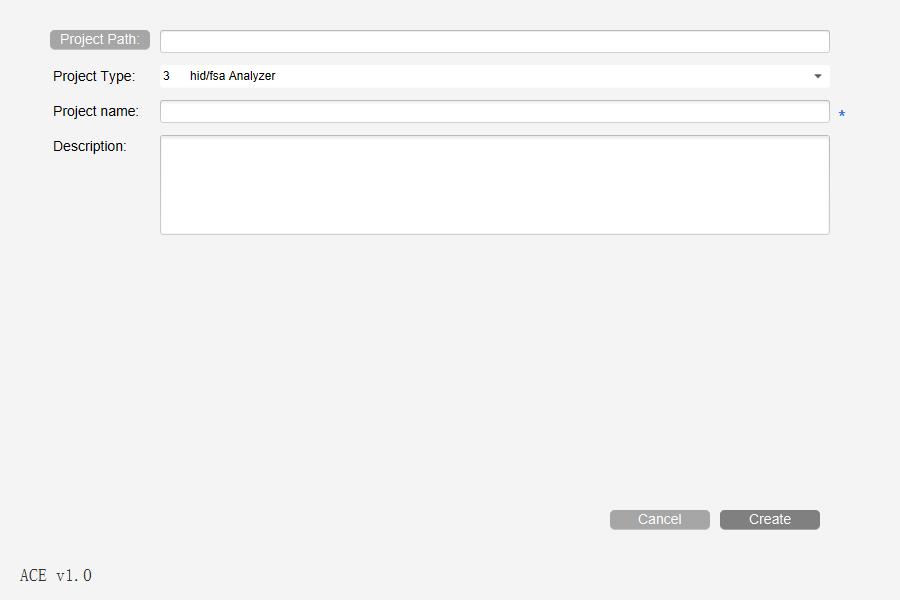 Project Path:
Project Type: 3 hid/fsa Analyzer
Project name: *
Description:
Cancel Create
ACE v1.0